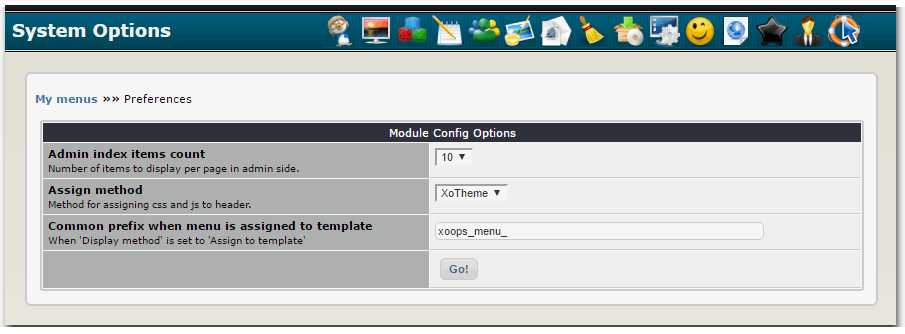 System Options
My menus »» Preferences
Module Config Options
Admin index items count
Number of items to display per page in admin side.
10
Assign method
Method for assigning css and js to header.
XoTheme
Common prefix when menu is assigned to template
When 'Display method' is set to 'Assign to template'
xoops_menu_
Go!